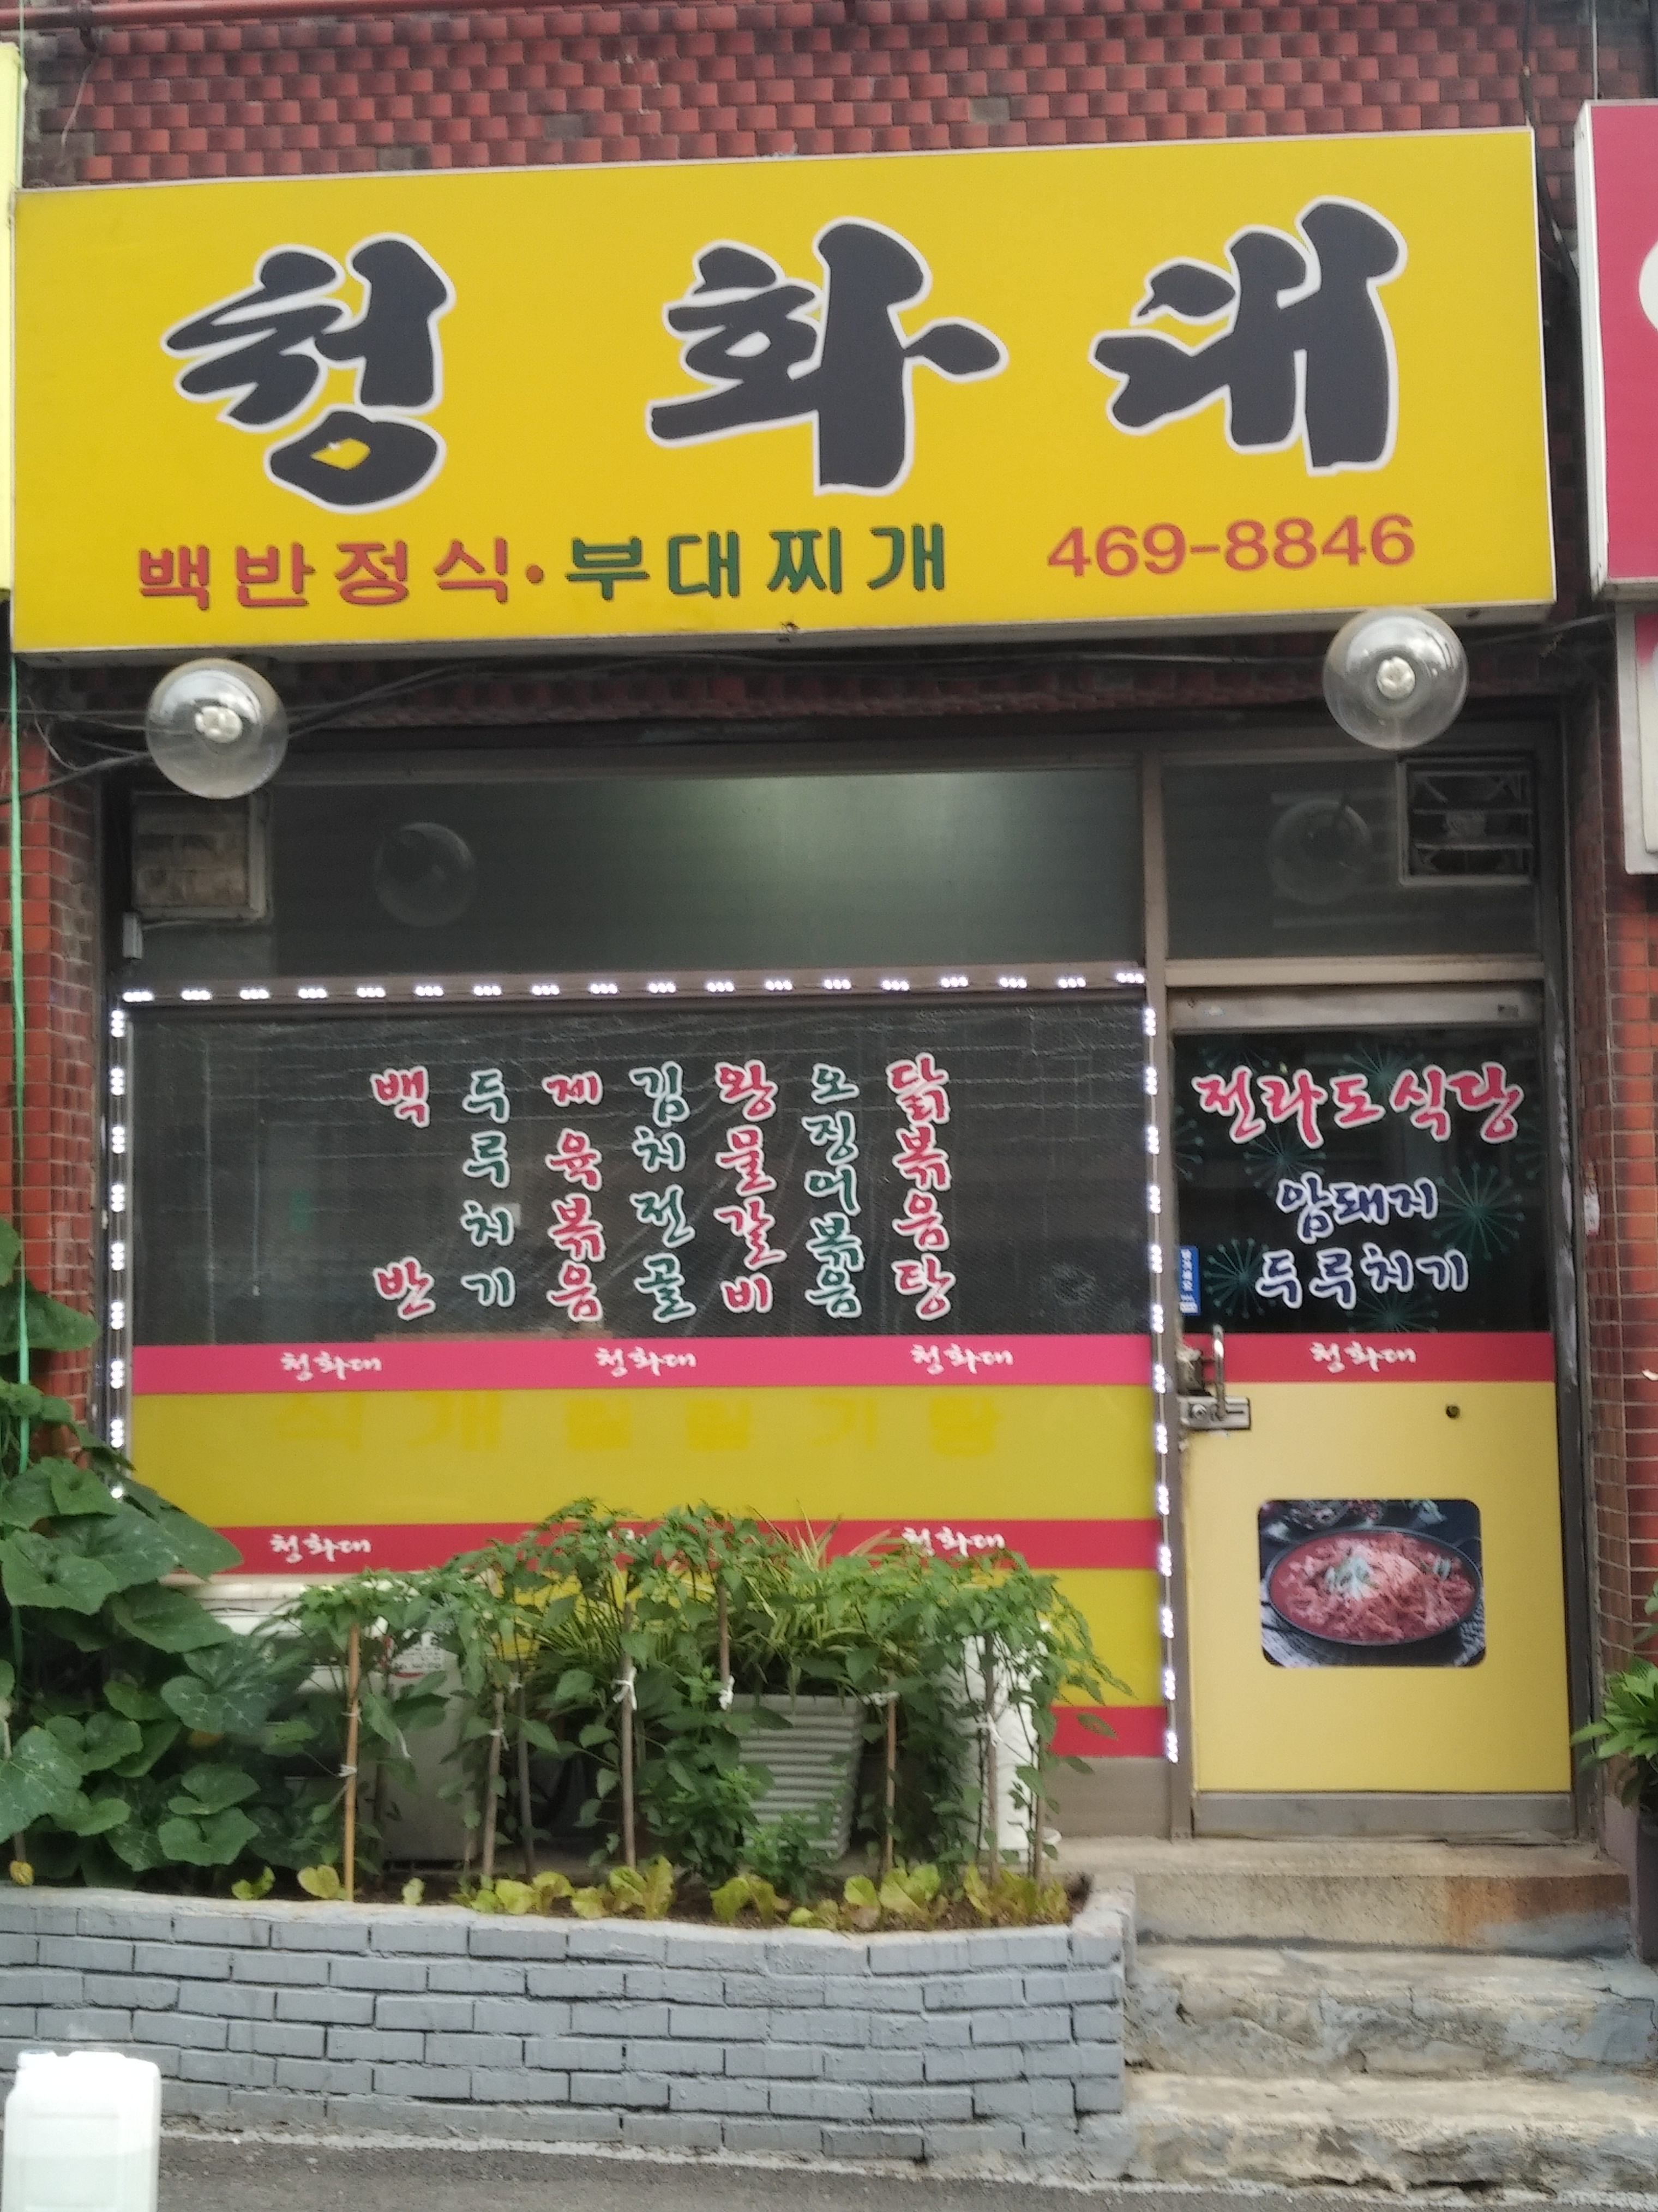 청화대
백반정식·부대찌개 469-8846
백반
두루치기
제육볶음
김치전골
왕물갈비
오징어볶음
닭볶음탕
전라도식당
암돼지
두루치기
청화대 청화대 청화대 청화대
청화대 청화대